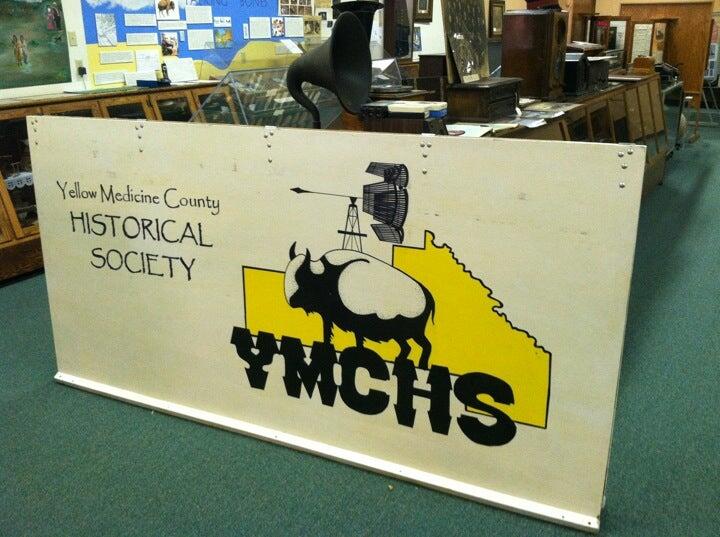 Yellow Medicine County
HISTORICAL
SOCIETY
YMCHS